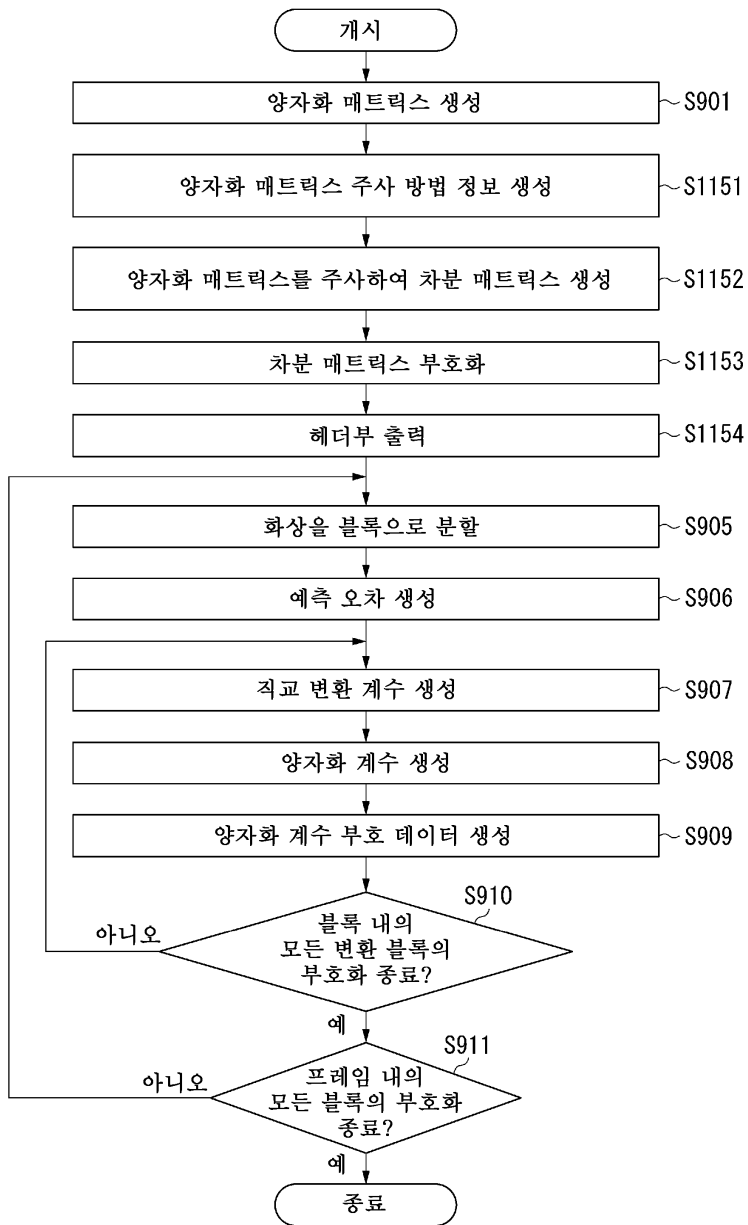 개시
양자화 매트릭스 생성
S901
양자화 매트릭스 주사 방법 정보 생성
S1151
양자화 매트릭스를 주사하여 차분 매트릭스 생성
S1152
차분 매트릭스 부호화
S1153
헤더부 출력
S1154
화상을 블록으로 분할
S905
예측 오차 생성
S906
직교 변환 계수 생성
S907
양자화 계수 생성
S908
양자화 계수 부호 데이터 생성
S909
S910
아니오
블록 내의
모든 변환 블록의
부호화 종료?
예
S911
아니오
프레임 내의
모든 블록의 부호화
종료?
예
종료